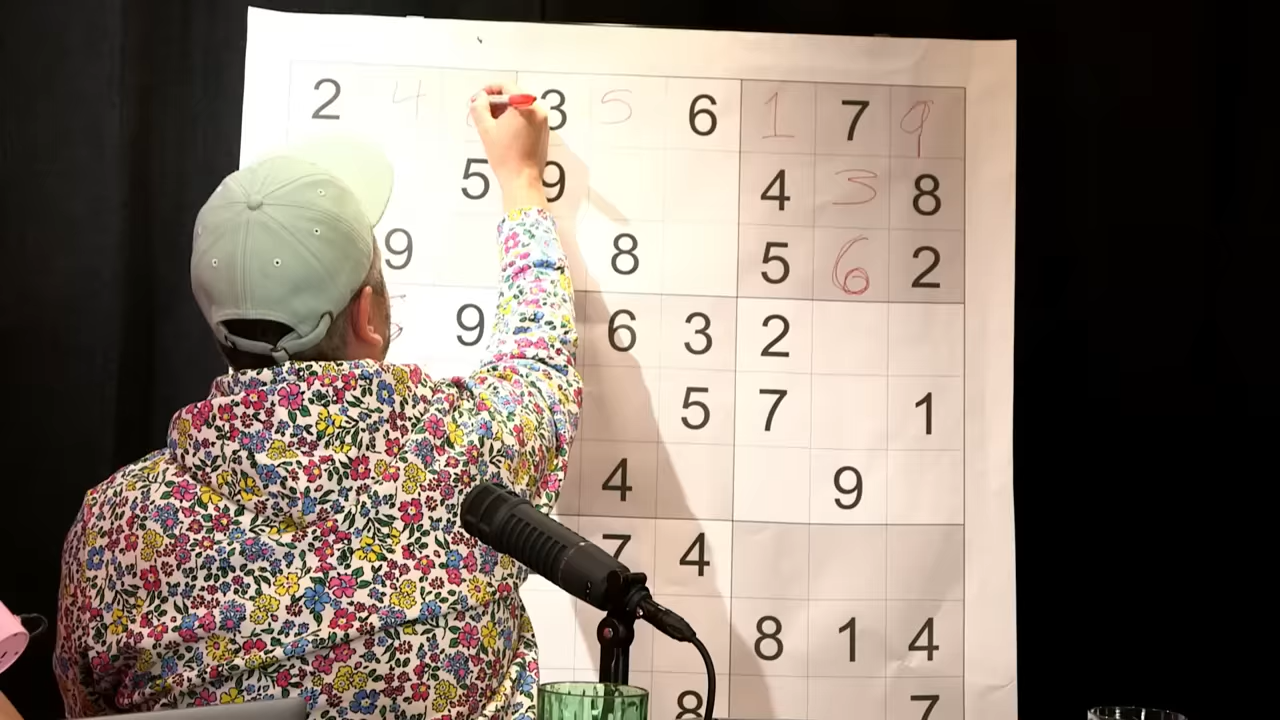 2 4 3 5 6 1 7 9
5 9 4 3 8
9 8 5 6 2
9 6 3 2
5 7 1
4 9
7 4
8 1 4
8 7